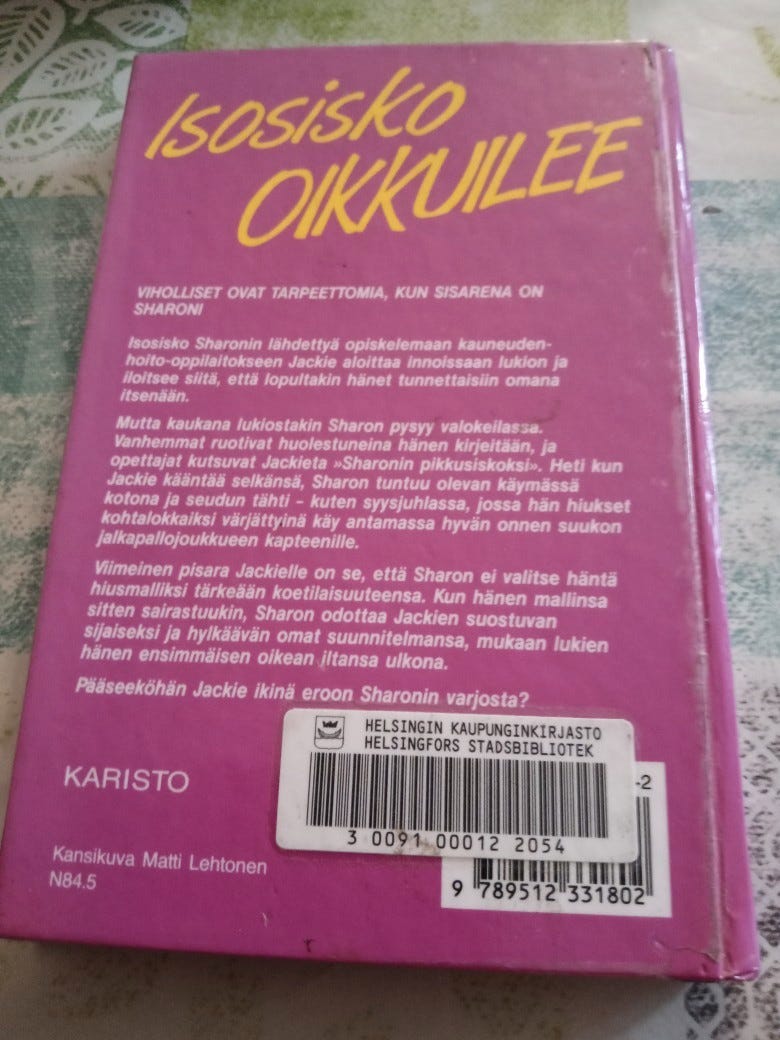 Isosisko
OIKKUILEE
VIHOLLISET OVAT TARPEETTOMIA, KUN SISARENA ON
SHARON!
Isosisko Sharonin lähdettyä opiskelemaan kauneuden-
hoito-oppilaitokseen Jackie aloittaa innoissaan lukion ja
iloitsee siitä, että lopultakin hänet tunnettaisiin omana
itsenään.
Mutta kaukana lukiostakin Sharon pysyy valokeilassa.
Vanhemmat ruotivat huolestuneina hänen kirjeitään, ja
opettajat kutsuvat Jackieta »Sharonin pikkusiskoksi». Heti kun
Jackie kääntää selkänsä, Sharon tuntuu olevan käymässä
kotona ja seudun tähti – kuten syysjuhlassa, jossa hän hiukset
kohtalokkaiksi värjättyinä käy antamassa hyvän onnen suukon
jalkapallojoukkueen kapteenille.
Viimeinen pisara Jackielle on se, että Sharon ei valitse häntä
hiusmalliksi tärkeään koetilaisuuteensa. Kun hänen mallinsa
sitten sairastuukin, Sharon odottaa Jackien suostuvan
sijaiseksi ja hylkäävän omat suunnitelmansa, mukaan lukien
hänen ensimmäisen oikean iltansa ulkona.
Pääseeköhän Jackie ikinä eroon Sharonin varjosta?
HELSINGIN KAUPUNGINKIRJASTO
HELSINGFORS STADSBIBLIOTEK
3 0091 00012 2054
-2
9 789512 331802
KARISTO
Kansikuva Matti Lehtonen
N84.5